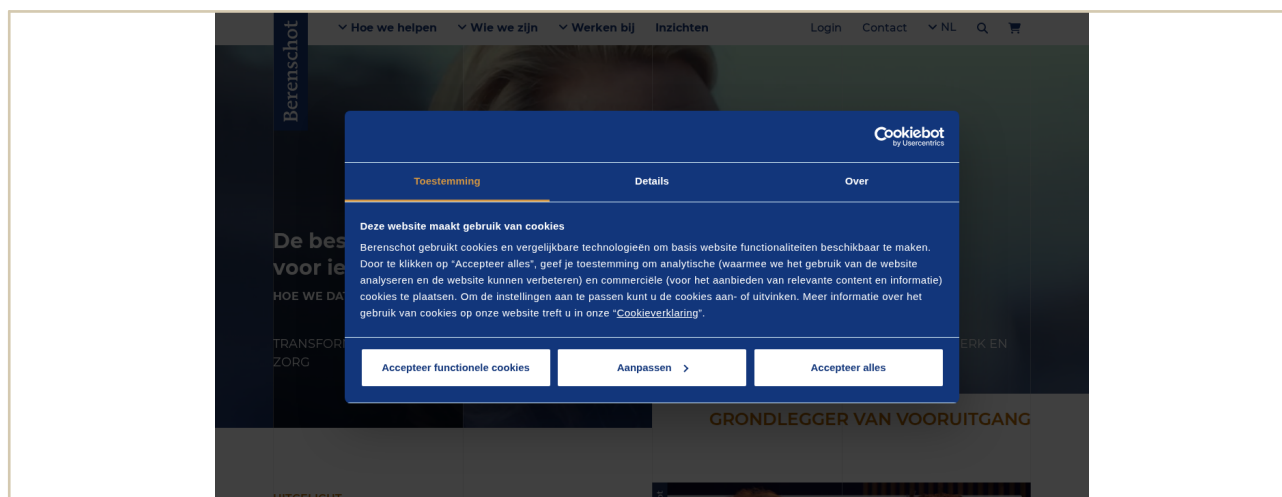 Berenschot
Hoe we helpen Wie we zijn Werken bij Inzichten Login Contact NL
Cookiebot
by Usercentrics
Toestemming Details Over
Deze website maakt gebruik van cookies
Berenschot gebruikt cookies en vergelijkbare technologieën om basis website functionaliteiten beschikbaar te maken.
Door te klikken op “Accepteer alles”, geef je toestemming om analytische (waarmee we het gebruik van de website
analyseren en de website kunnen verbeteren) en commerciële (voor het aanbieden van relevante content en informatie)
cookies te plaatsen. Om de instellingen aan te passen kunt u de cookies aan- of uitvinken. Meer informatie over het
gebruik van cookies op onze website treft u in onze “Cookieverklaring”.
Accepteer functionele cookies Aanpassen Accepteer alles
De bes
voor ie
HOE WE DA
TRANSFOR ERK EN
ZORG
GRONDLEGGER VAN VOORUITGANG